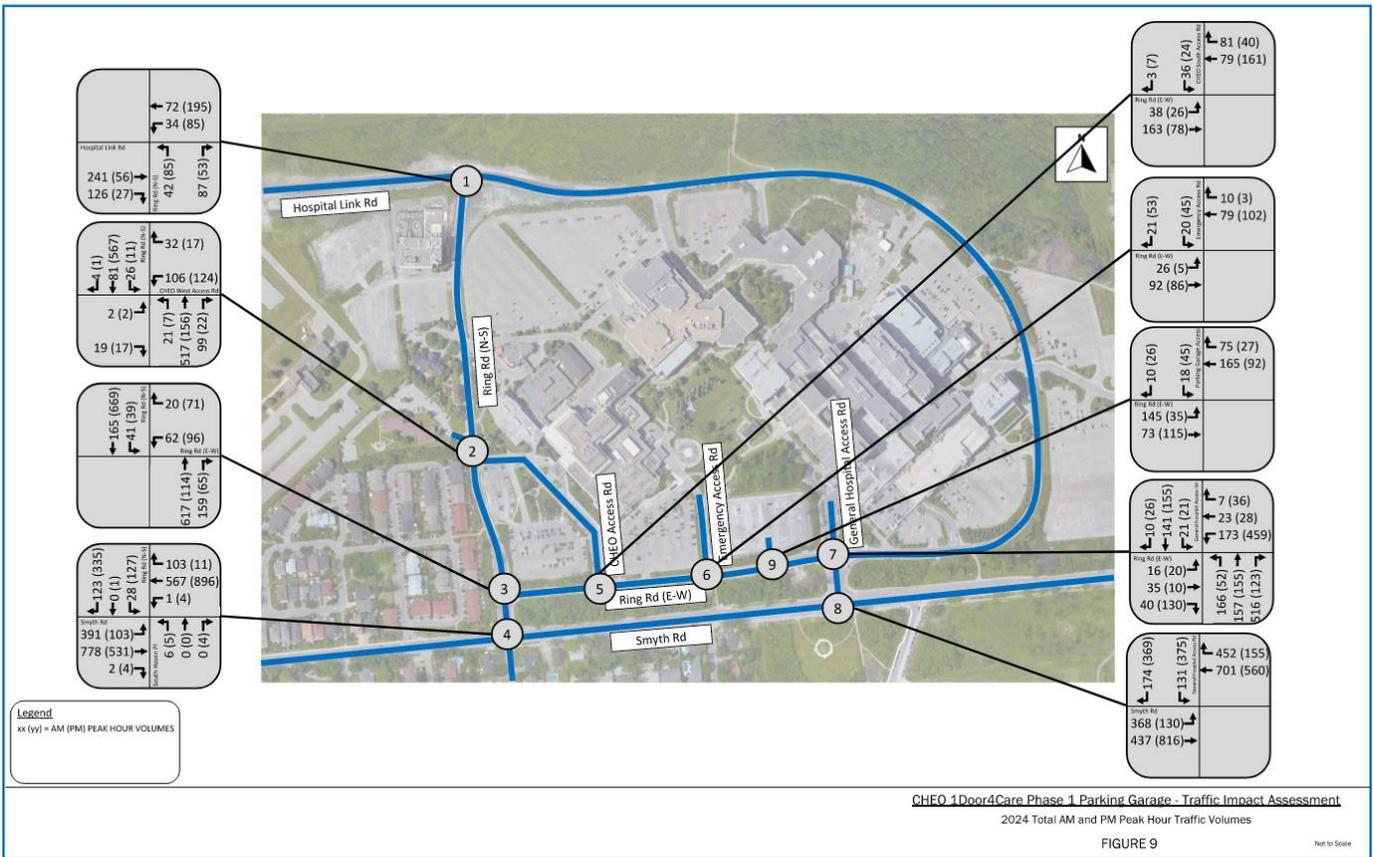 72 (195)
34 (85)
Hospital Link Rd
241 (56)
126 (27)
Ring Rd (N-S)
42 (85)
87 (53)
4 (1)
81 (567)
26 (11)
Ring Rd (N-S)
32 (17)
106 (124)
CHEO West Access Rd
2 (2)
19 (17)
21 (7)
517 (156)
99 (22)
165 (669)
41 (39)
Ring Rd (N-S)
20 (71)
62 (96)
Ring Rd (E-W)
617 (114)
159 (65)
123 (335)
0 (1)
28 (127)
Ring Rd (N-S)
103 (11)
567 (896)
1 (4)
Smyth Rd
391 (103)
778 (531)
2 (4)
South Haven Pl
6 (5)
0 (0)
0 (4)
Legend
xx (yy) = AM (PM) PEAK HOUR VOLUMES
N
1
Hospital Link Rd
Ring Rd (N-S)
2
CHEO Access Rd
Emergency Access Rd
General Hospital Access Rd
3
5
6
9
7
Ring Rd (E-W)
4
Smyth Rd
8
3 (7)
36 (24)
CHEO South Access Rd
81 (40)
79 (161)
Ring Rd (E-W)
38 (26)
163 (78)
21 (53)
20 (45)
Emergency Access Rd
10 (3)
79 (102)
Ring Rd (E-W)
26 (5)
92 (86)
10 (26)
18 (45)
Parking Garage Access
75 (27)
165 (92)
Ring Rd (E-W)
145 (35)
73 (115)
10 (26)
141 (155)
21 (21)
General Hospital Access Rd
7 (36)
23 (28)
173 (459)
Ring Rd (E-W)
16 (20)
35 (10)
40 (130)
166 (52)
157 (155)
516 (123)
174 (369)
131 (375)
General Hospital Access Rd
452 (155)
701 (560)
Smyth Rd
368 (130)
437 (816)
CHEO 1Door4Care Phase 1 Parking Garage - Traffic Impact Assessment
2024 Total AM and PM Peak Hour Traffic Volumes
FIGURE 9
Not to Scale